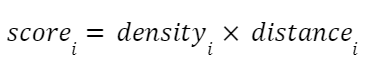 score_i = density_i × distance_i